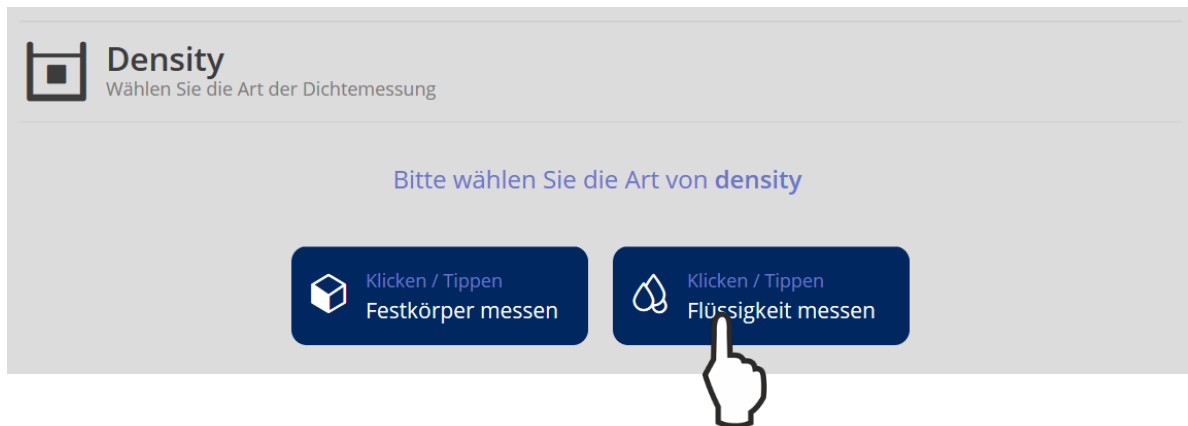 Density
Wählen Sie die Art der Dichtemessung
Bitte wählen Sie die Art von density
Klicken / Tippen
Festkörper messen
Klicken / Tippen
Flüssigkeit messen